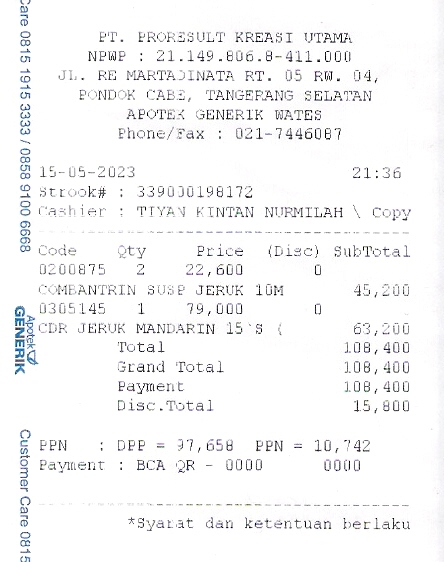 PT. PRORESULT KREASI UTAMA
NPWP : 21.149.806.8-411.000
JL. RE MARTADINATA RT. 05 RW. 04,
PONDOK CABE, TANGERANG SELATAN
APOTEK GENERIK WATES
Phone/Fax : 021-7446087
15-05-2023 21:36
Strook# : 339000198172
Cashier : TIYAN KINTAN NURMILAH \ Copy
Code Qty Price (Disc) SubTotal
0200875 2 22,600 0
COMBANTRIN SUSP JERUK 10M 45,200
0305145 1 79,000 0
CDR JERUK MANDARIN 15`S ( 63,200
Total 108,400
Grand Total 108,400
Payment 108,400
Disc.Total 15,800
PPN : DPP = 97,658 PPN = 10,742
Payment : BCA QR - 0000 0000
*Syarat dan ketentuan berlaku
Care 0815 1915 3333 / 0858 9100 6668
Apotek
GENERIK
Customer Care 0815